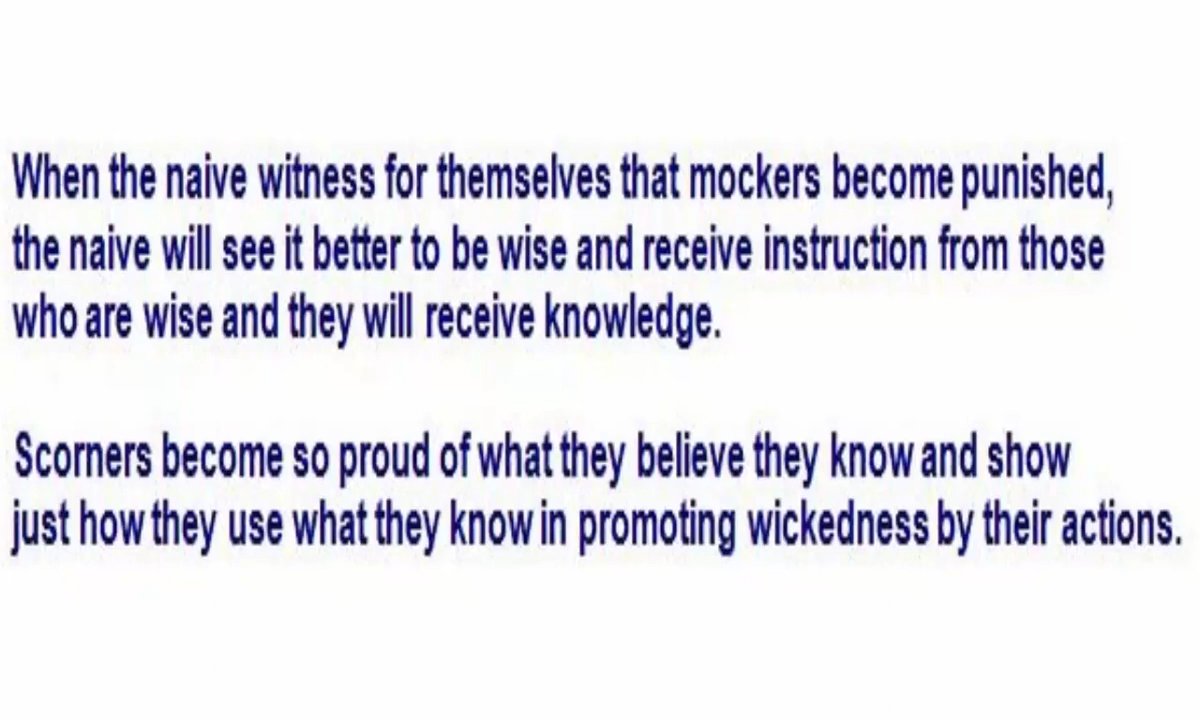 When the naive witness for themselves that mockers become punished,
the naive will see it better to be wise and receive instruction from those
who are wise and they will receive knowledge.
Scorners become so proud of what they believe they know and show
just how they use what they know in promoting wickedness by their actions.